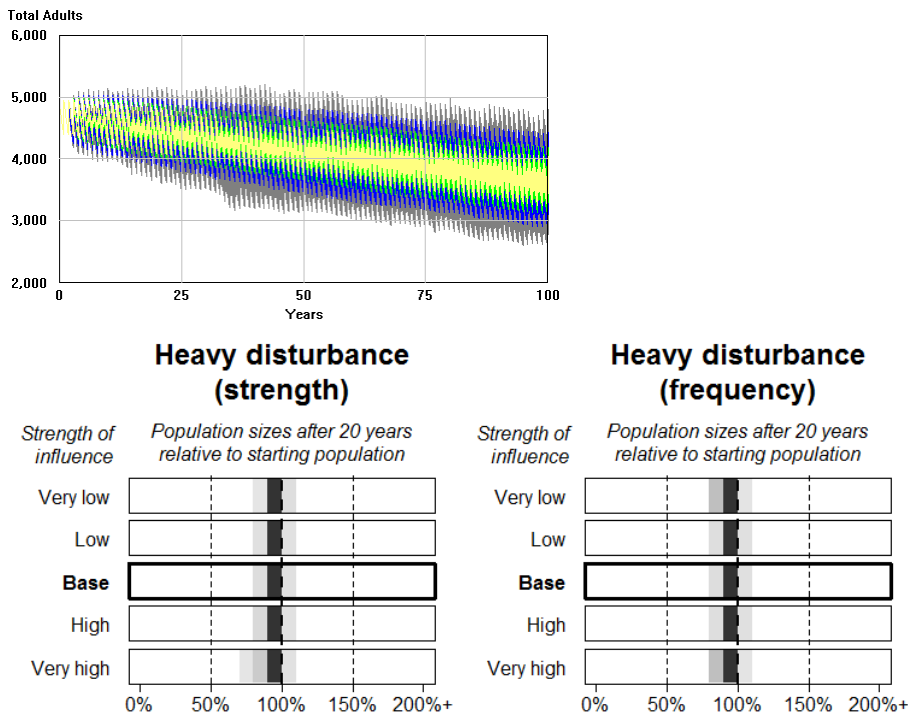 Total Adults
6,000
5,000
4,000
3,000
2,000
0 25 50 75 100
Years
Heavy disturbance
(strength)
Strength of
influence
Population sizes after 20 years
relative to starting population
Very low
Low
Base
High
Very high
0% 50% 100% 150% 200%+
Heavy disturbance
(frequency)
Strength of
influence
Population sizes after 20 years
relative to starting population
Very low
Low
Base
High
Very high
0% 50% 100% 150% 200%+